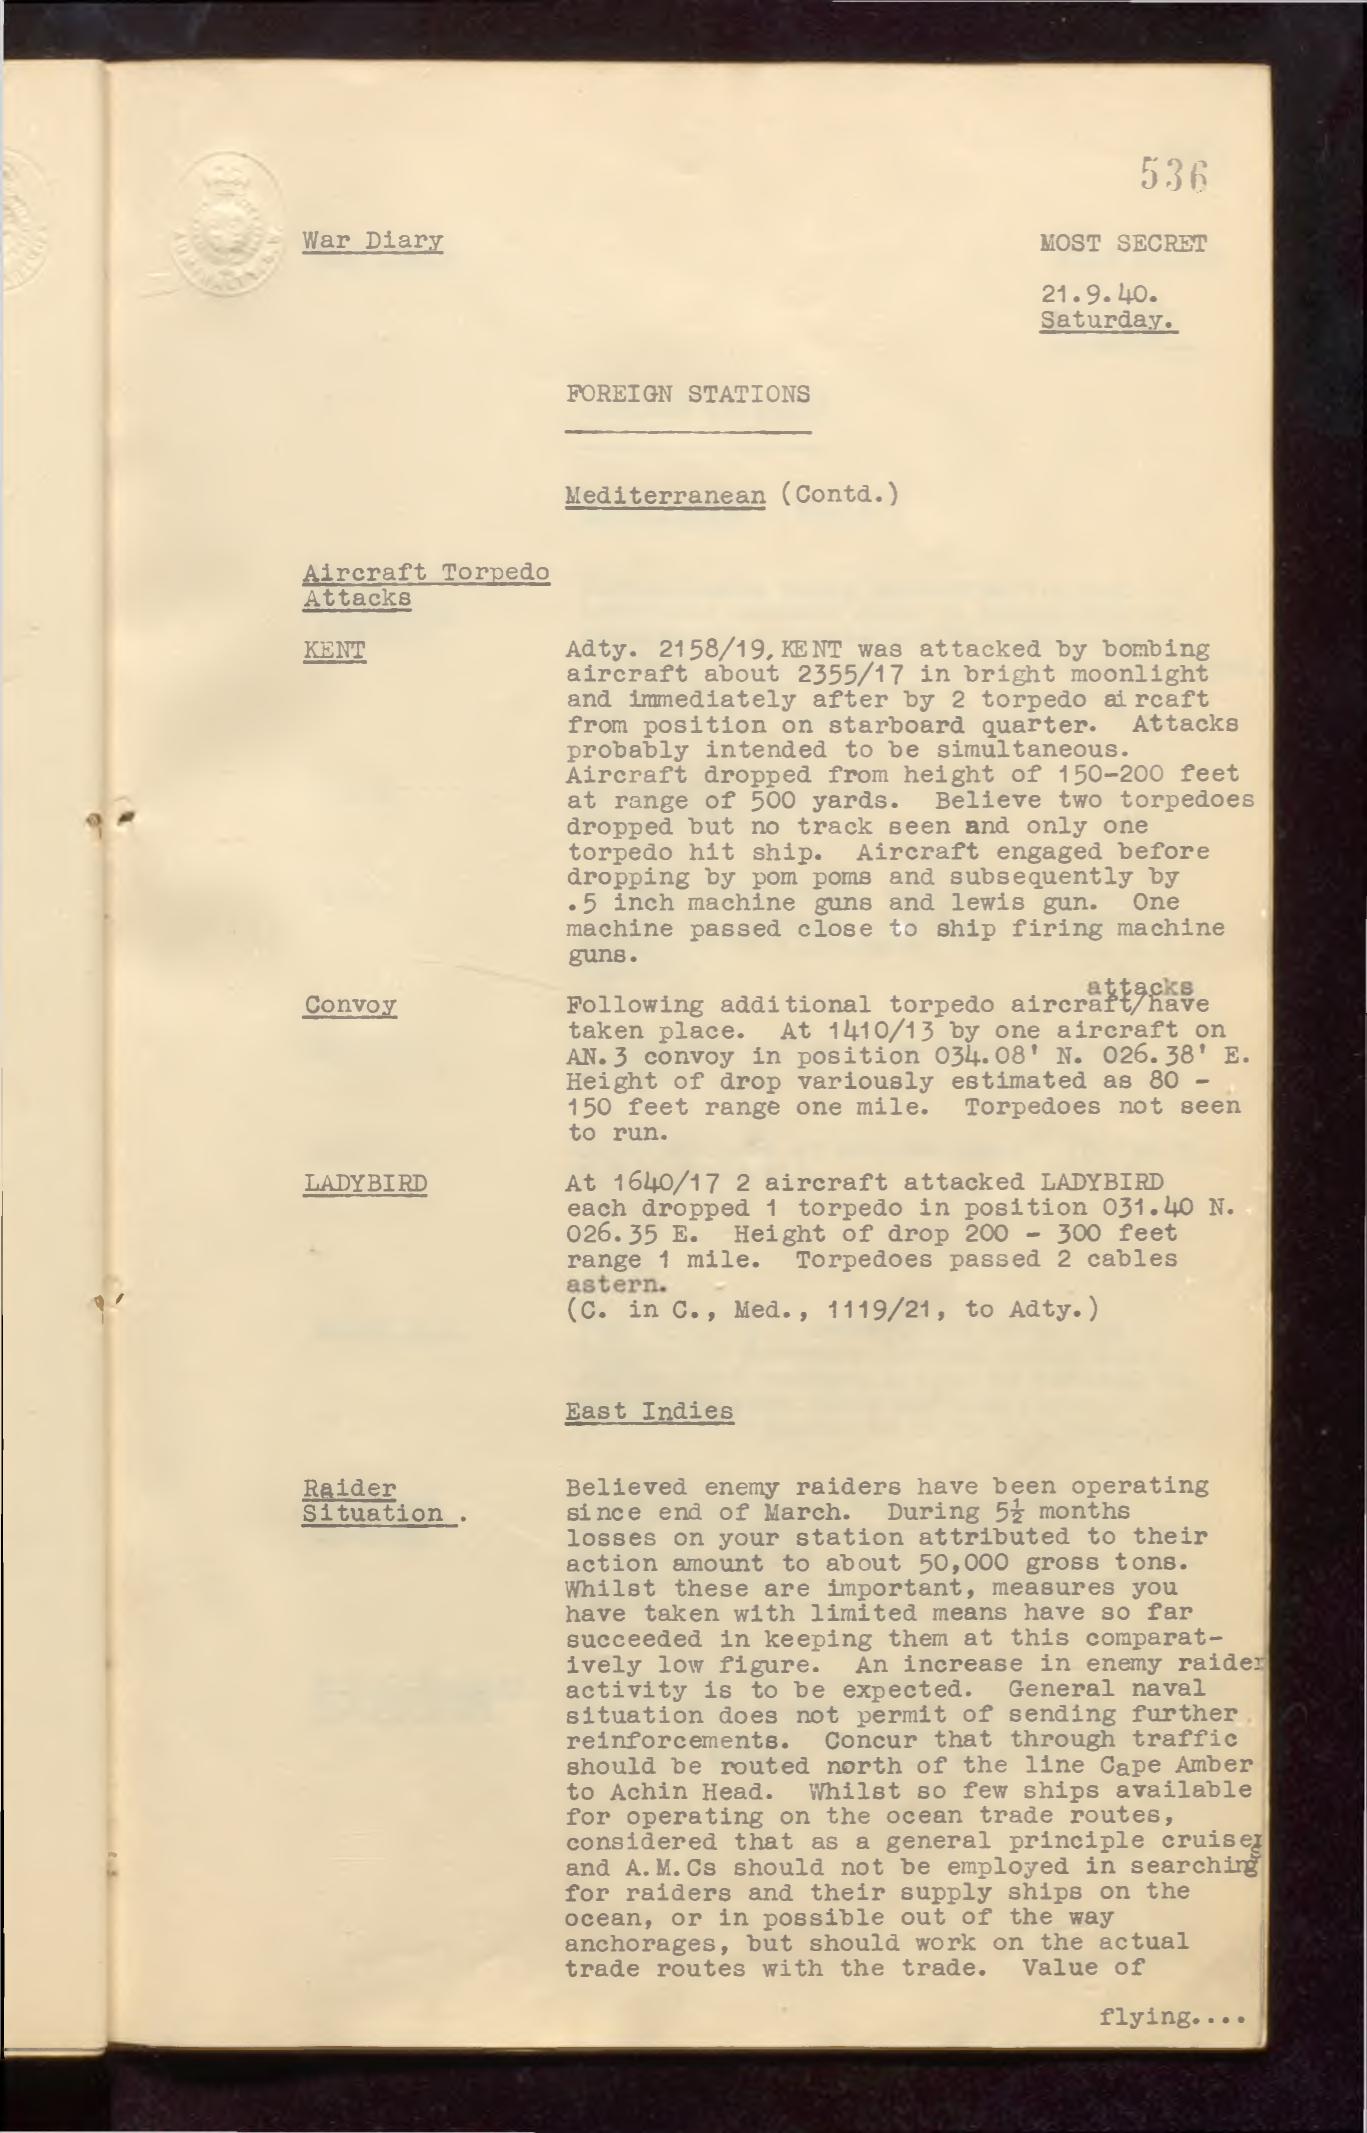 536
War Diary
MOST SECRET
21.9.40.
Saturday.
FOREIGN STATIONS
Mediterranean (Contd.)
Aircraft Torpedo
Attacks
KENT
Adty. 2158/19, KENT was attacked by bombing
aircraft about 2355/17 in bright moonlight
and immediately after by 2 torpedo aircaft
from position on starboard quarter. Attacks
probably intended to be simultaneous.
Aircraft dropped from height of 150-200 feet
at range of 500 yards. Believe two torpedoes
dropped but no track seen and only one
torpedo hit ship. Aircraft engaged before
dropping by pom poms and subsequently by
.5 inch machine guns and lewis gun. One
machine passed close to ship firing machine
guns.
Convoy
attacks
Following additional torpedo aircraft/have
taken place. At 1410/13 by one aircraft on
AN.3 convoy in position 034.08' N. 026.38' E.
Height of drop variously estimated as 80 -
150 feet range one mile. Torpedoes not seen
to run.
LADYBIRD
At 1640/17 2 aircraft attacked LADYBIRD
each dropped 1 torpedo in position 031.40 N.
026.35 E. Height of drop 200 - 300 feet
range 1 mile. Torpedoes passed 2 cables
astern.
(C. in C., Med., 1119/21, to Adty.)
East Indies
Raider
Situation .
Believed enemy raiders have been operating
since end of March. During 5½ months
losses on your station attributed to their
action amount to about 50,000 gross tons.
Whilst these are important, measures you
have taken with limited means have so far
succeeded in keeping them at this comparat-
ively low figure. An increase in enemy raider
activity is to be expected. General naval
situation does not permit of sending further
reinforcements. Concur that through traffic
should be routed north of the line Cape Amber
to Achin Head. Whilst so few ships available
for operating on the ocean trade routes,
considered that as a general principle cruisers
and A.M.Cs should not be employed in searching
for raiders and their supply ships on the
ocean, or in possible out of the way
anchorages, but should work on the actual
trade routes with the trade. Value of
flying....